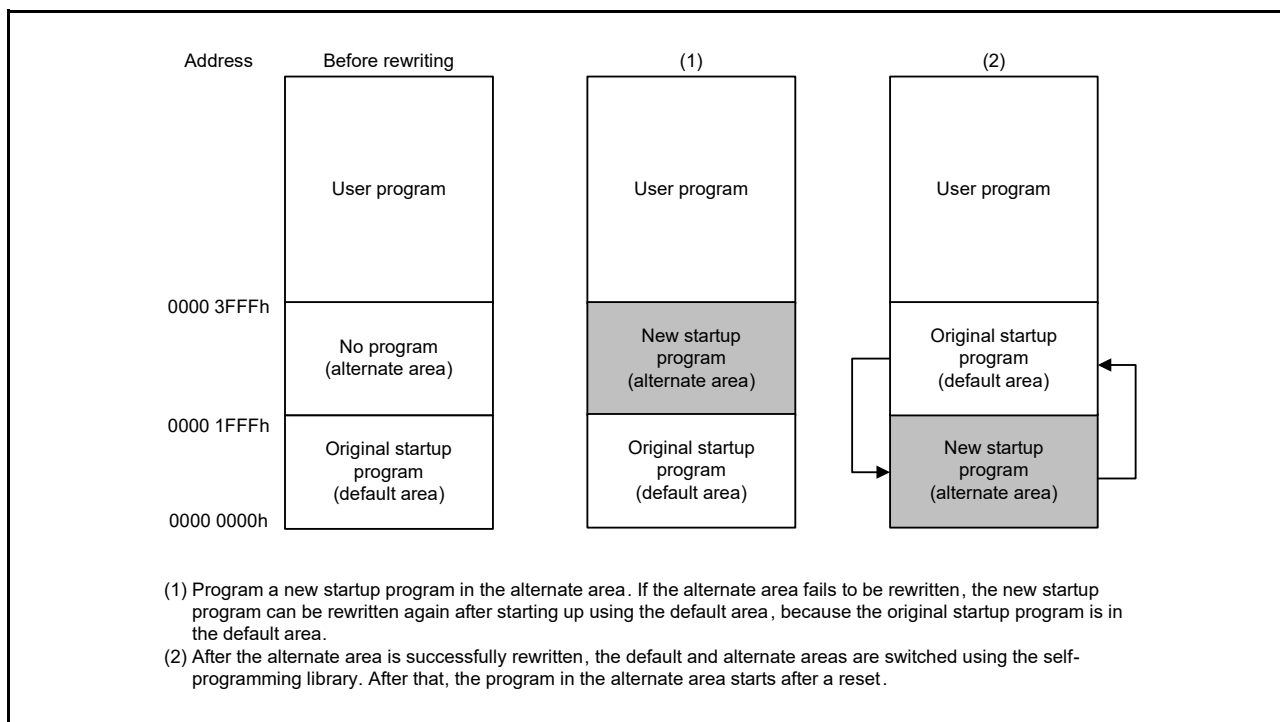 Address
Before rewriting
(1)
(2)
User program
User program
User program
0000 3FFFh
No program
(alternate area)
New startup
program
(alternate area)
Original startup
program
(default area)
0000 1FFFh
Original startup
program
(default area)
Original startup
program
(default area)
New startup
program
(alternate area)
0000 0000h
(1) Program a new startup program in the alternate area. If the alternate area fails to be rewritten, the new startup
program can be rewritten again after starting up using the default area, because the original startup program is in
the default area.
(2) After the alternate area is successfully rewritten, the default and alternate areas are switched using the self-
programming library. After that, the program in the alternate area starts after a reset.